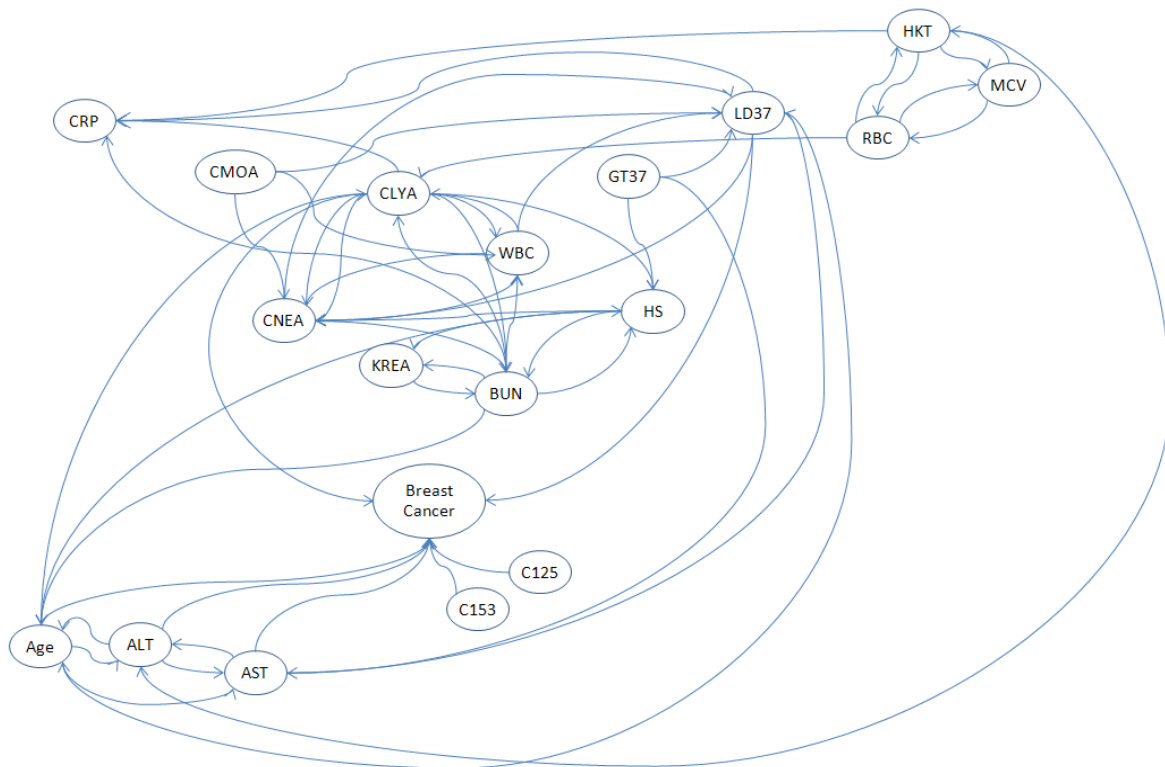 HKT
MCV
LD37
CRP
RBC
CMOA
GT37
CLYA
WBC
HS
CNEA
KREA
BUN
Breast
Cancer
C125
C153
ALT
Age
AST